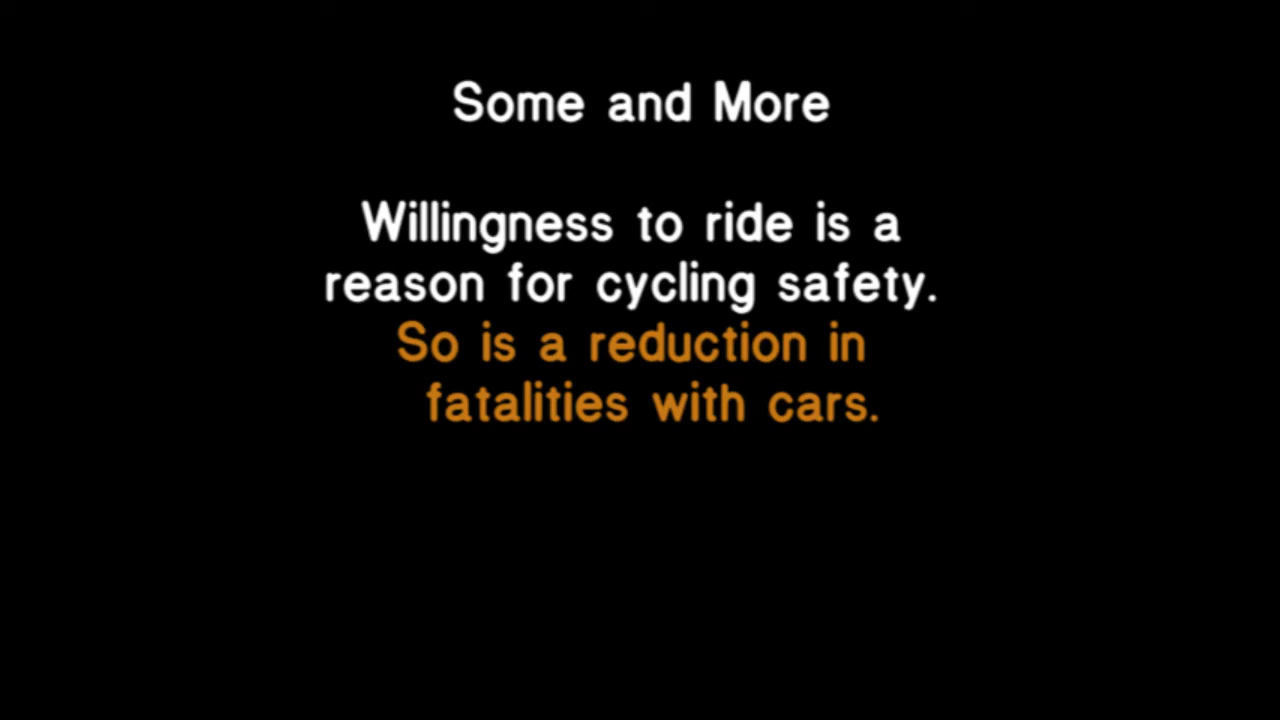 Some and More
Willingness to ride is a
reason for cycling safety.
So is a reduction in
fatalities with cars.